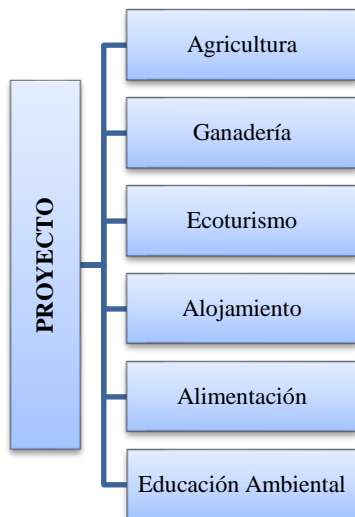 PROYECTO
Agricultura
Ganadería
Ecoturismo
Alojamiento
Alimentación
Educación Ambiental